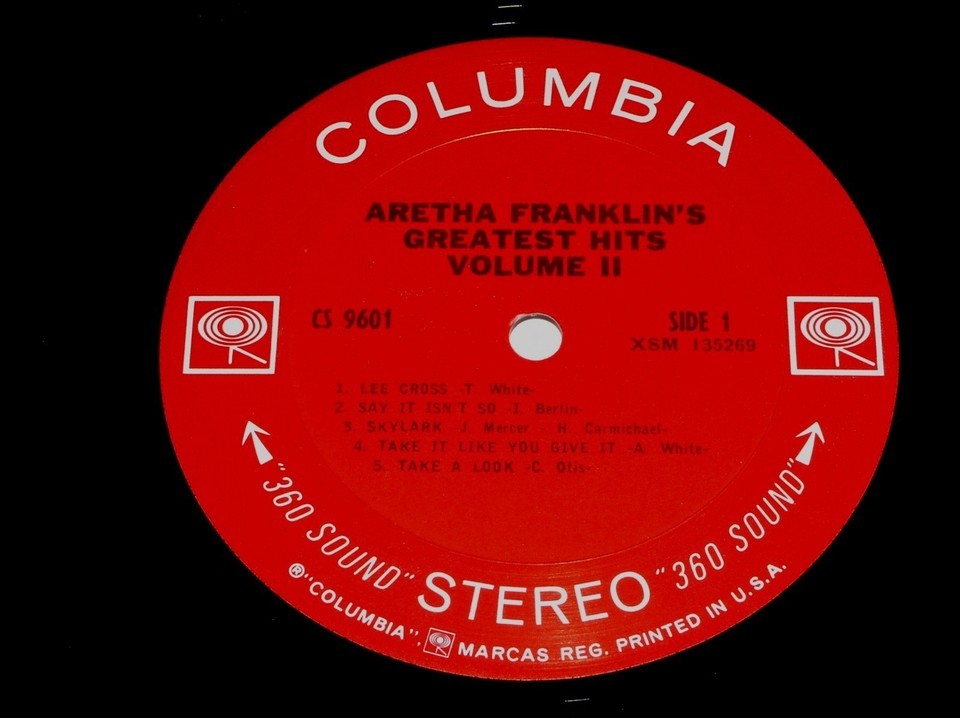 COLUMBIA
ARETHA FRANKLIN'S
GREATEST HITS
VOLUME II
CS 9601
SIDE 1
XSM 135269
1. LEE CROSS -T. White-
2. SAY IT ISN'T SO -I. Berlin-
3. SKYLARK -J. Mercer - H. Carmichael-
4. TAKE IT LIKE YOU GIVE IT -A. White-
5. TAKE A LOOK -C. Otis-
"360 SOUND" STEREO "360 SOUND"
®"COLUMBIA", MARCAS REG. PRINTED IN U.S.A.